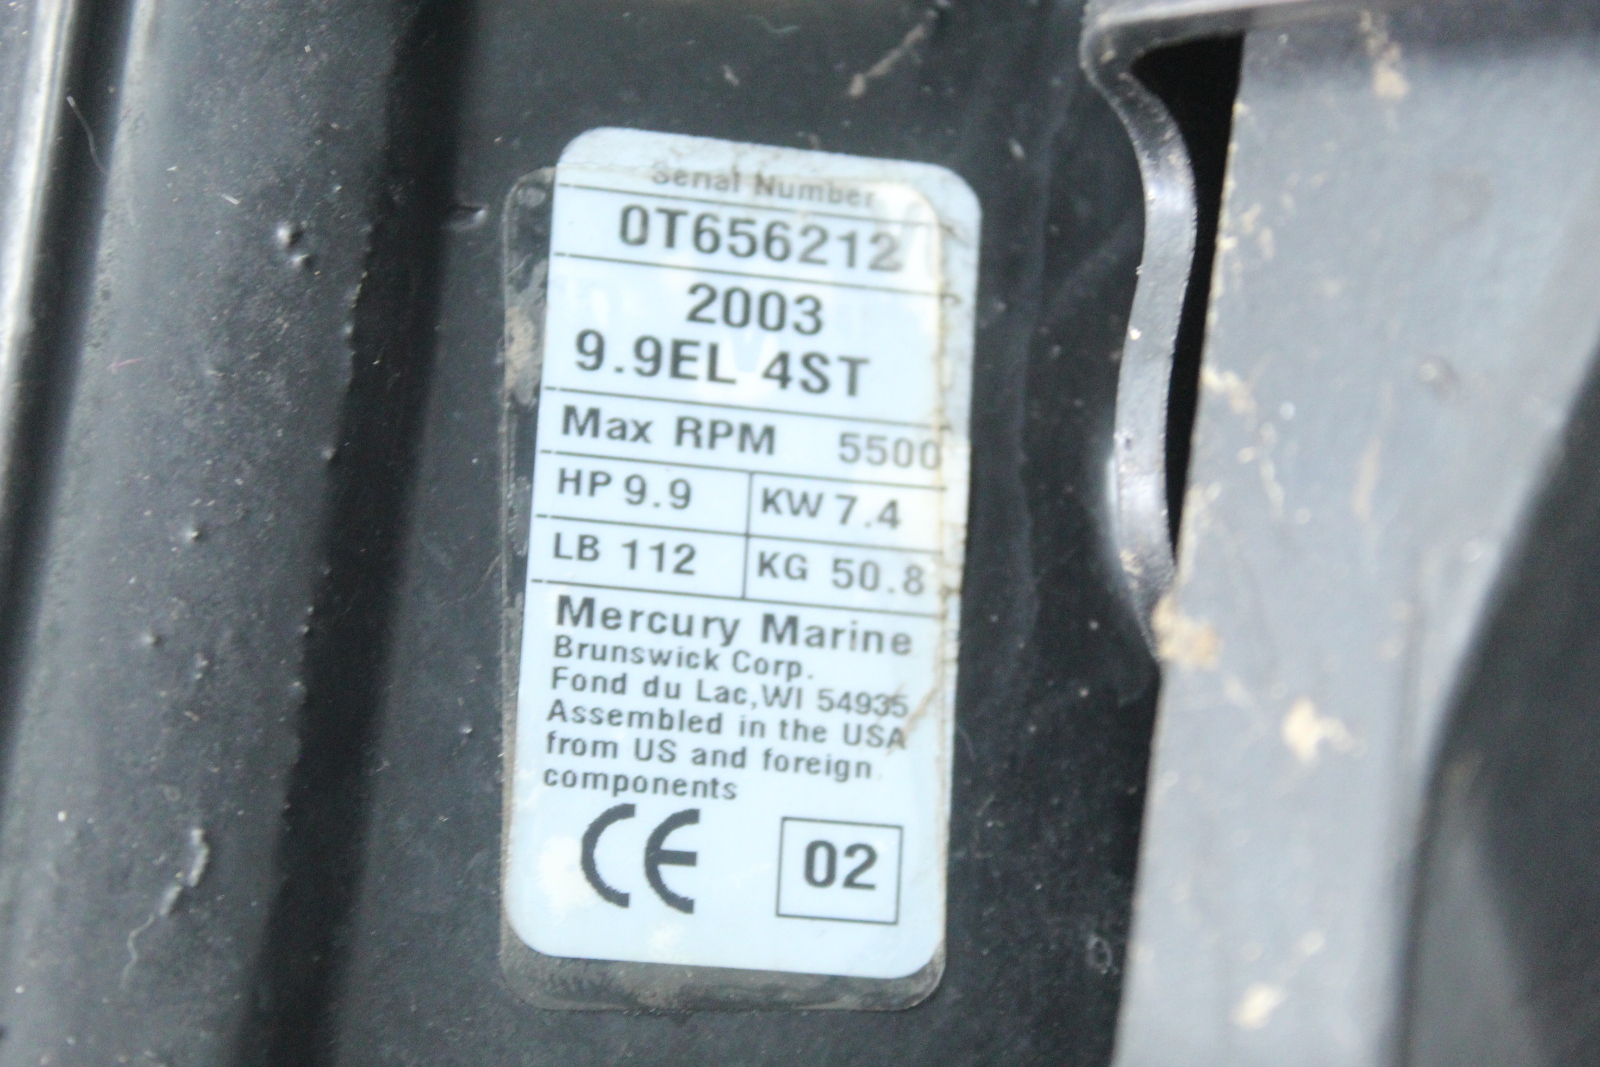 Serial Number
0T656212
2003
9.9EL 4ST
Max RPM 5500
HP 9.9 KW 7.4
LB 112 KG 50.8
Mercury Marine
Brunswick Corp.
Fond du Lac, WI 54935
Assembled in the USA
from US and foreign
components
CE 02